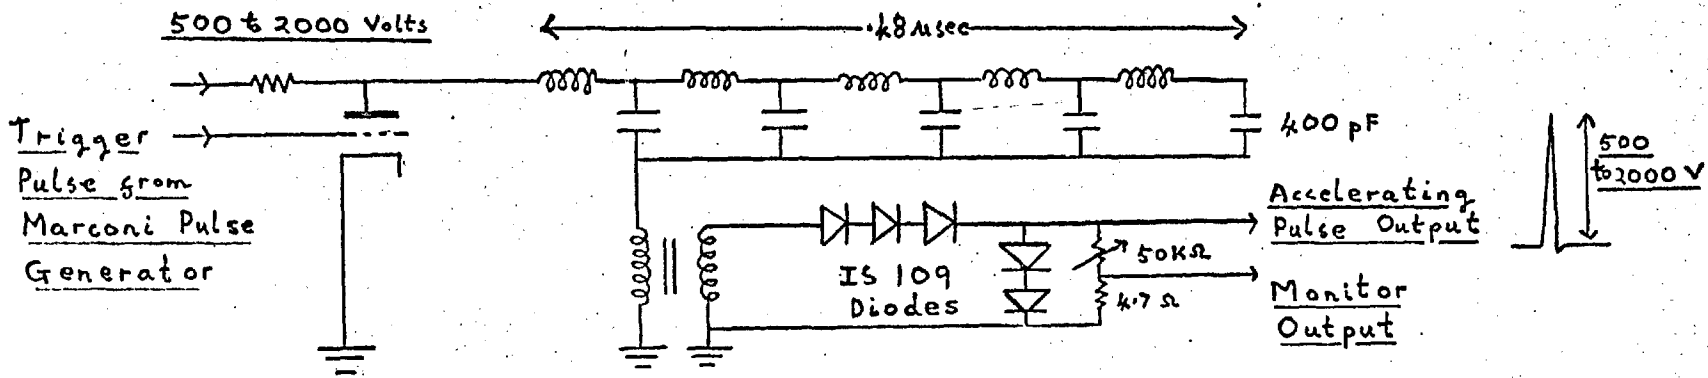 500 to 2000 Volts
.48 µsec
Trigger
Pulse from
Marconi Pulse
Generator
400 pF
500
to 2000 V
Accelerating
Pulse Output
50KΩ
IS 109
Diodes
4.7 Ω
Monitor
Output